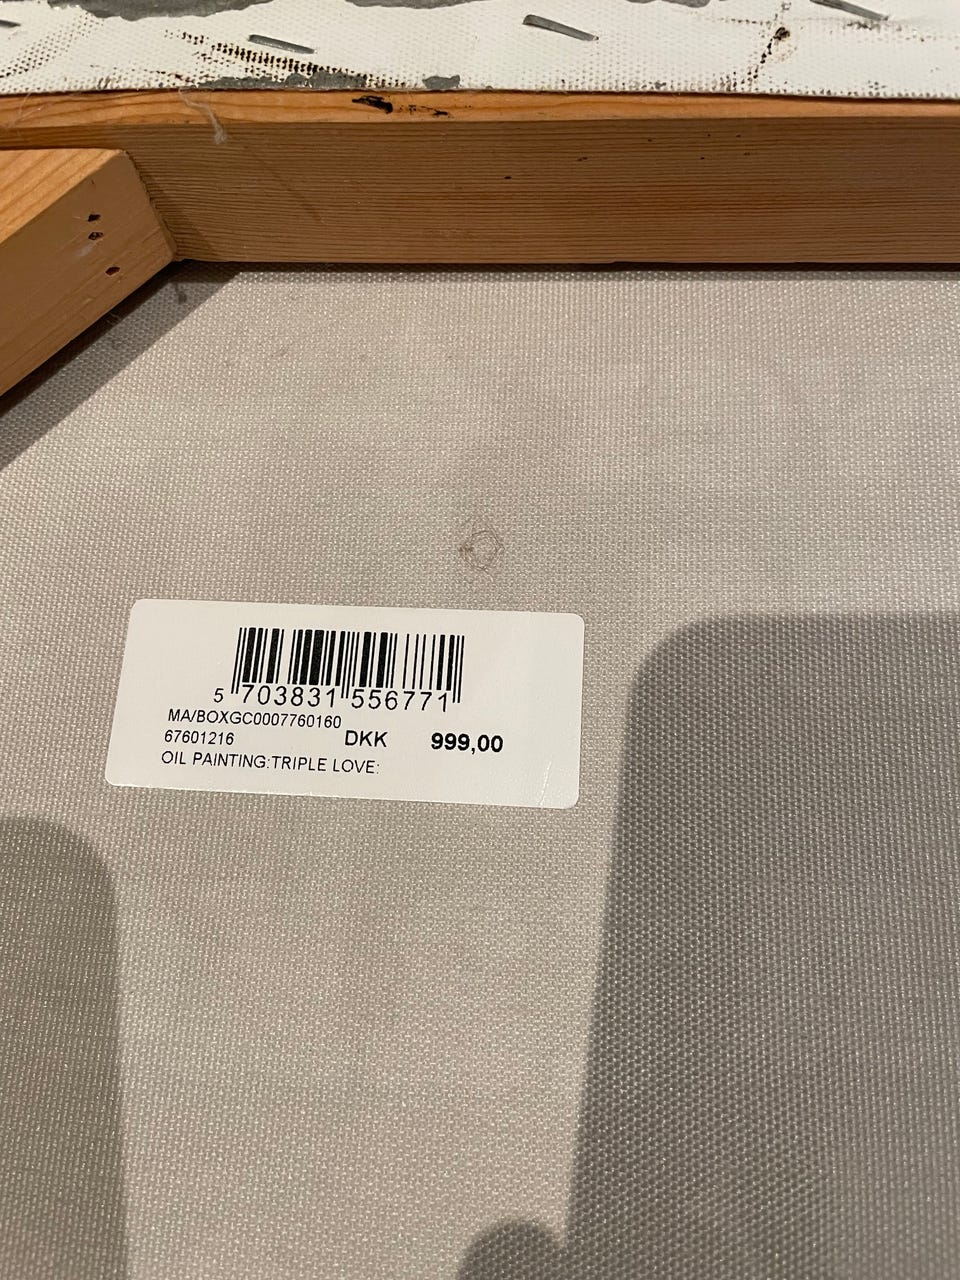 5 703831 556771
MA/BOXGC0007760160
67601216 DKK 999,00
OIL PAINTING:TRIPLE LOVE: